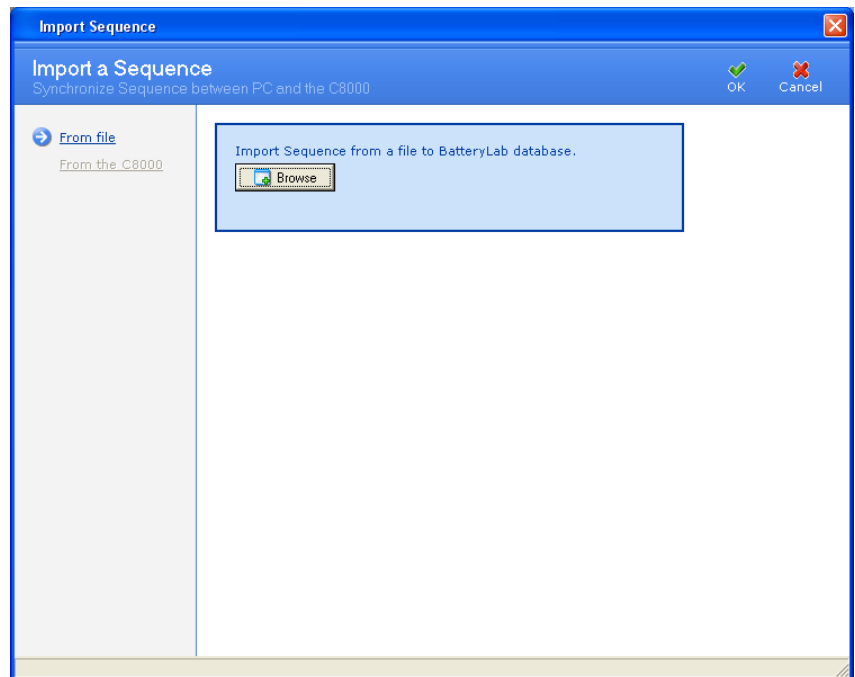 Import Sequence
Import a Sequence
Synchronize Sequence between PC and the C8000
OK
Cancel
From file
From the C8000
Import Sequence from a file to BatteryLab database.
Browse